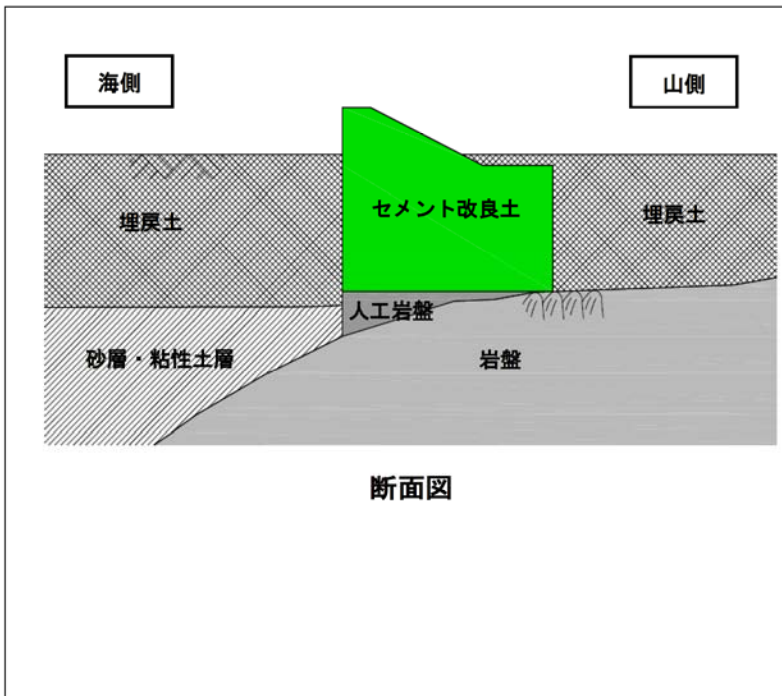 海側
山側
埋戻土
セメント改良土
埋戻土
人工岩盤
砂層・粘性土層
岩盤
断面図